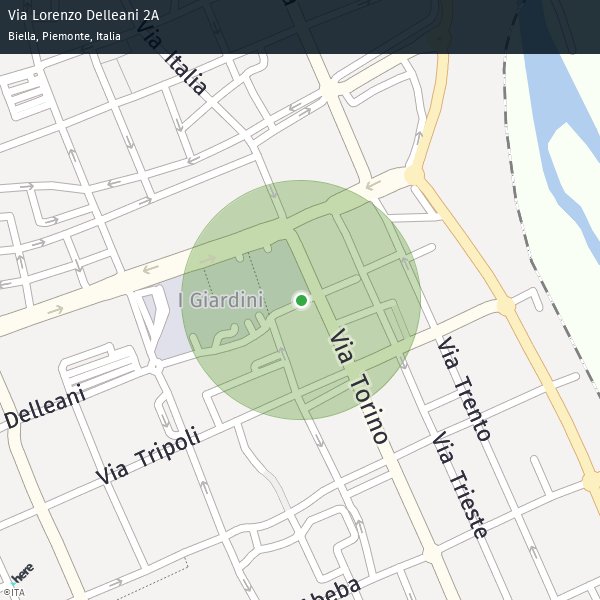 Via Lorenzo Delleani 2A
Biella, Piemonte, Italia
Via Italia
I Giardini
Via Torino
Via Trento
Delleani
Via Tripoli
Via Trieste
here
©ITA